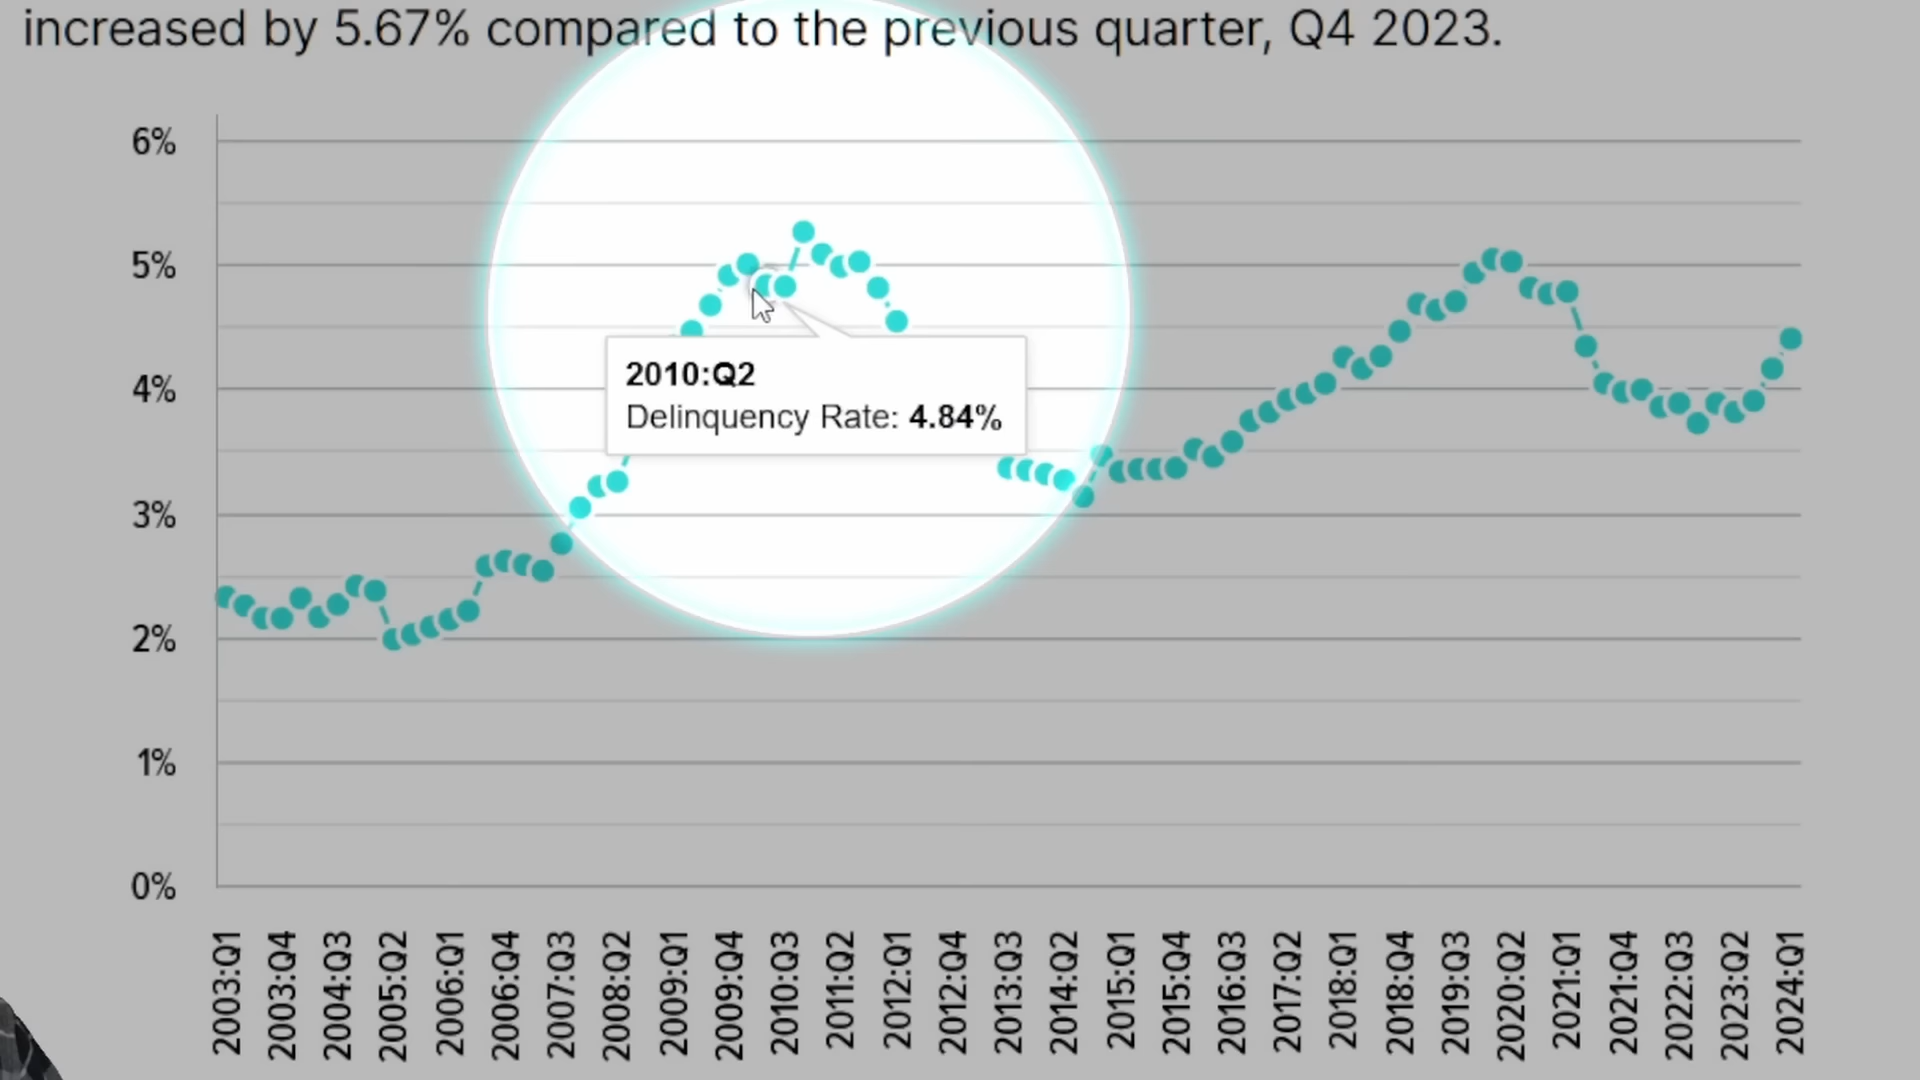 increased by 5.67% compared to the previous quarter, Q4 2023.
6%
5%
4%
3%
2%
1%
0%
2010:Q2
Delinquency Rate: 4.84%
2003:Q1
2003:Q4
2004:Q3
2005:Q2
2006:Q1
2006:Q4
2007:Q3
2008:Q2
2009:Q1
2009:Q4
2010:Q3
2011:Q2
2012:Q1
2012:Q4
2013:Q3
2014:Q2
2015:Q1
2015:Q4
2016:Q3
2017:Q2
2018:Q1
2018:Q4
2019:Q3
2020:Q2
2021:Q1
2021:Q4
2022:Q3
2023:Q2
2024:Q1